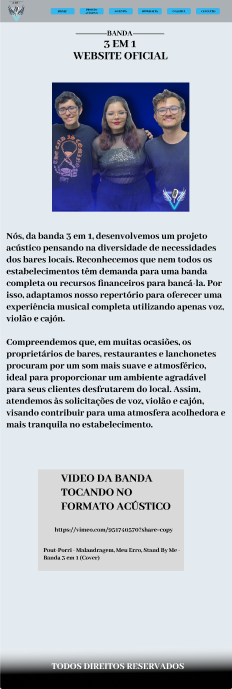 BANDA
3 EM 1
WEBSITE OFICIAL
Nós, da banda 3 em 1, desenvolvemos um projeto
acústico pensando na diversidade de necessidades
dos bares locais. Reconhecemos que nem todos os
estabelecimentos têm demanda para uma banda
completa ou recursos financeiros para bancá-la. Por
isso, adaptamos nosso repertório para oferecer uma
experiência musical completa utilizando apenas voz,
violão e cajón.
Compreendemos que, em muitas ocasiões, os
proprietários de bares, restaurantes e lanchonetes
procuram por um som mais suave e atmosférico,
ideal para proporcionar um ambiente agradável
para seus clientes desfrutarem do local. Assim,
atendemos às solicitações de voz, violão e cajón,
visando contribuir para uma atmosfera acolhedora e
mais tranquila no estabelecimento.
VIDEO DA BANDA
TOCANDO NO
FORMATO ACÚSTICO
https://vimeo.com/951740570?share=copy
Pout-Porri - Malandragem, Meu Erro, Stand By Me -
Banda 3 em 1 (Cover)
TODOS DIREITOS RESERVADOS